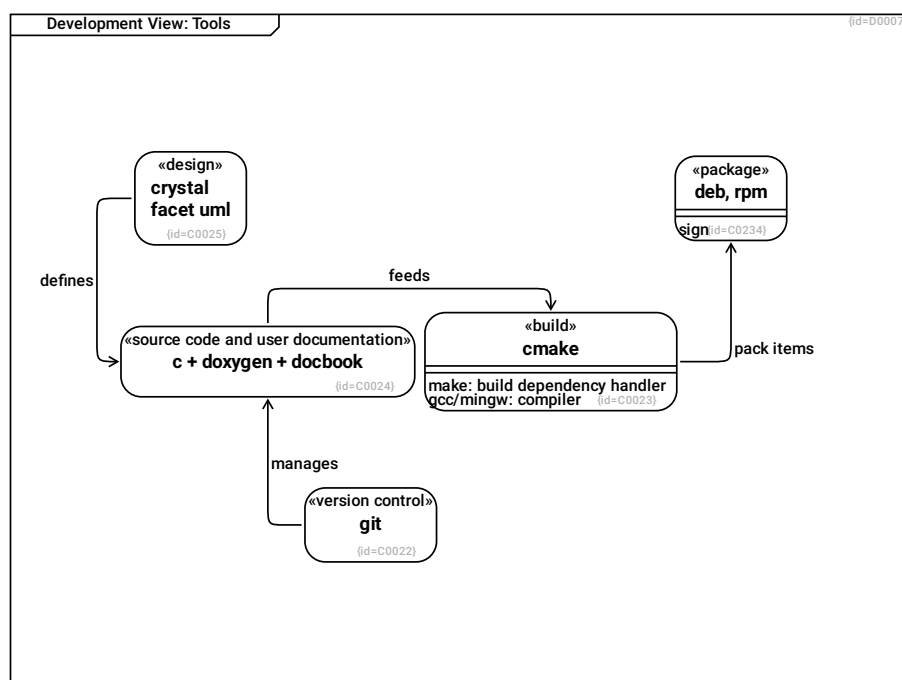 Development View: Tools
{id=D0007
«design»
crystal
facet uml
{id=C0025}
«package»
deb, rpm
sign
{id=C0234}
defines
feeds
«source code and user documentation»
c + doxygen + docbook
{id=C0024}
«build»
cmake
make: build dependency handler
gcc/mingw: compiler
{id=C0023}
pack items
manages
«version control»
git
{id=C0022}